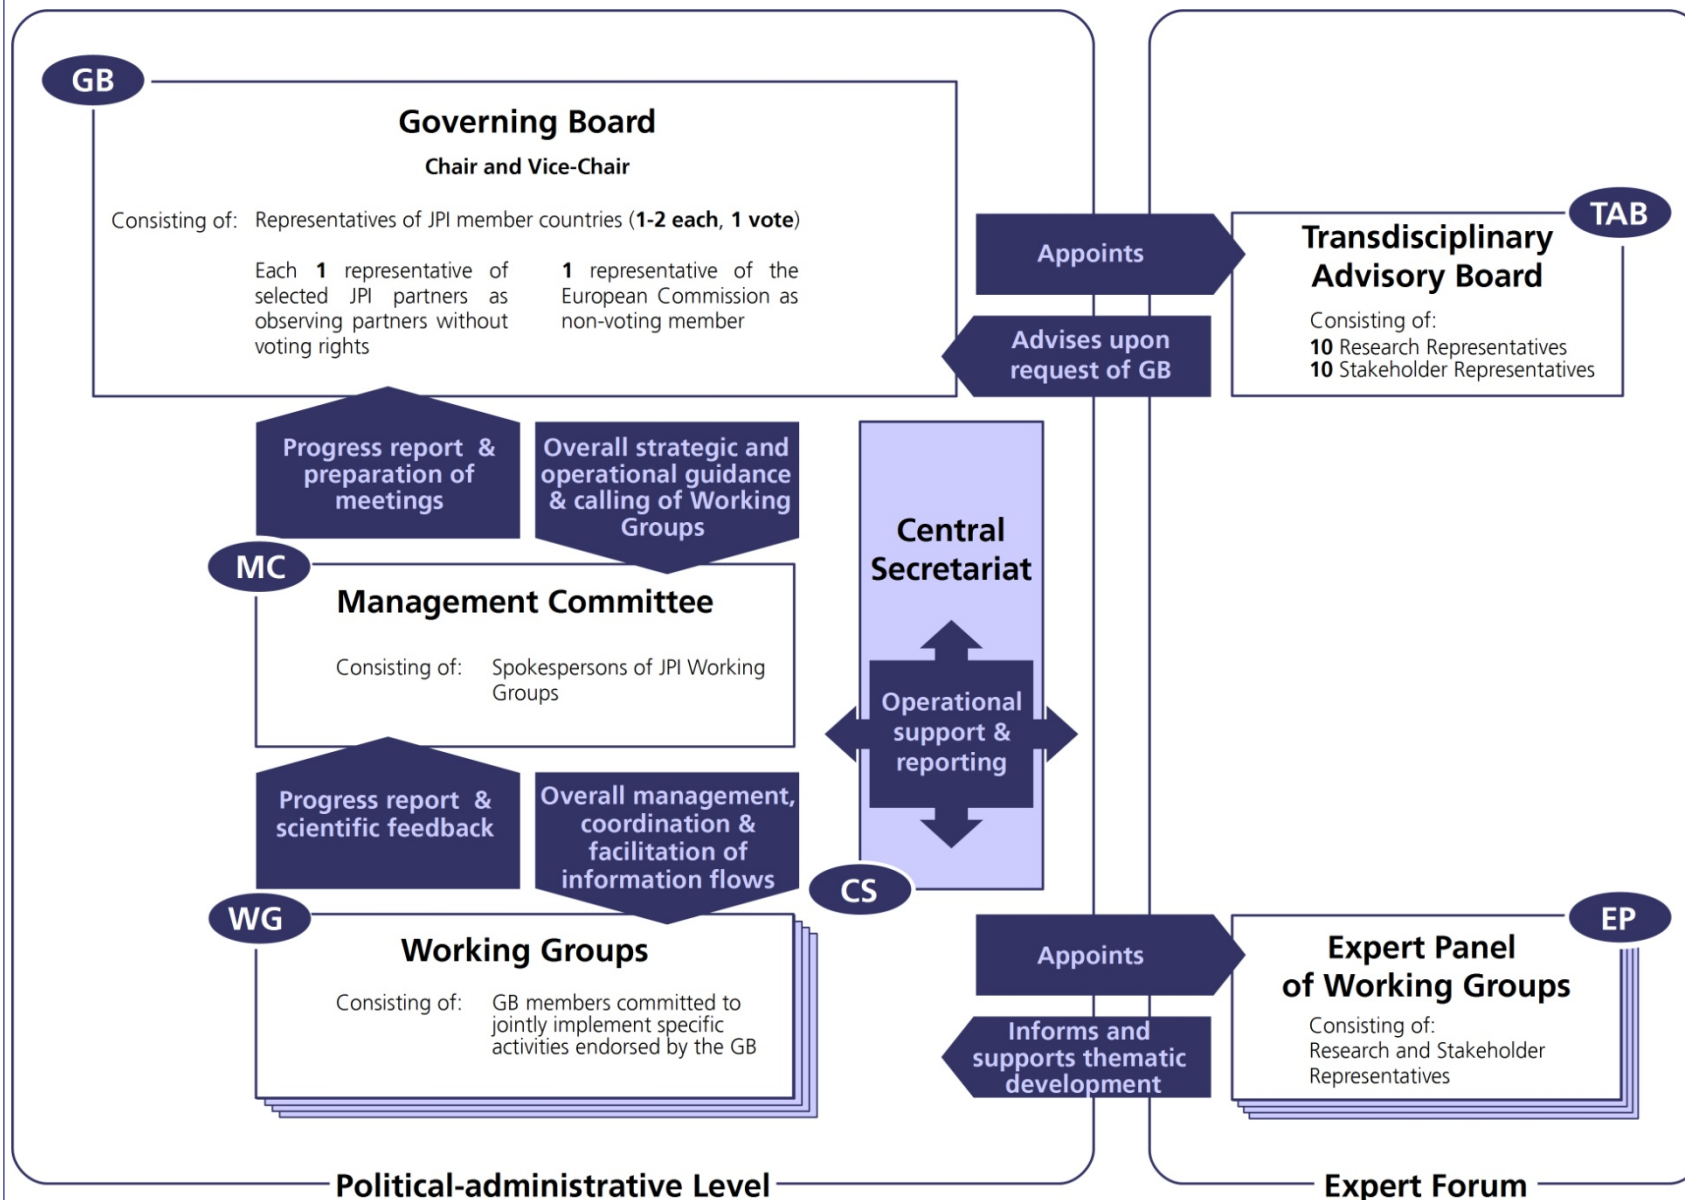 GB
Governing Board
Chair and Vice-Chair
Consisting of: Representatives of JPI member countries (1-2 each, 1 vote)
Each 1 representative of
selected JPI partners as
observing partners without
voting rights
1 representative of the
European Commission as
non-voting member
Appoints
Advises upon
request of GB
TAB
Transdisciplinary
Advisory Board
Consisting of:
10 Research Representatives
10 Stakeholder Representatives
Progress report &
preparation of
meetings
Overall strategic and
operational guidance
& calling of Working
Groups
Central
Secretariat
Operational
support &
reporting
CS
MC
Management Committee
Consisting of: Spokespersons of JPI Working
Groups
Progress report &
scientific feedback
Overall management,
coordination &
facilitation of
information flows
WG
Working Groups
Consisting of: GB members committed to
jointly implement specific
activities endorsed by the GB
Appoints
Informs and
supports thematic
development
EP
Expert Panel
of Working Groups
Consisting of:
Research and Stakeholder
Representatives
Political-administrative Level
Expert Forum